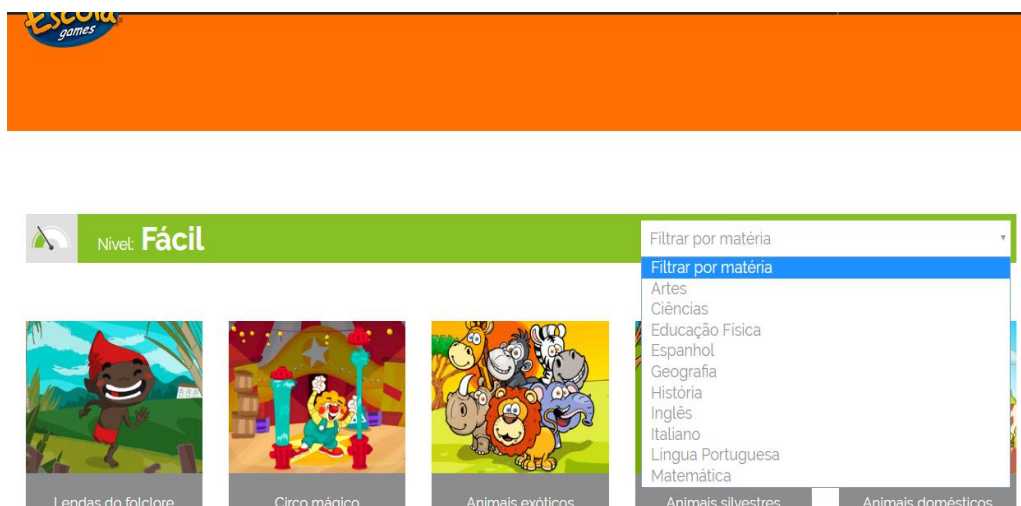 Escola
games
Nível: Fácil
Filtrar por matéria
Filtrar por matéria
Artes
Ciências
Educação Física
Espanhol
Geografia
História
Inglês
Italiano
Língua Portuguesa
Matemática
Lendas do folclore
Circo mágico
Animais exóticos
Animais silvestres
Animais domésticos